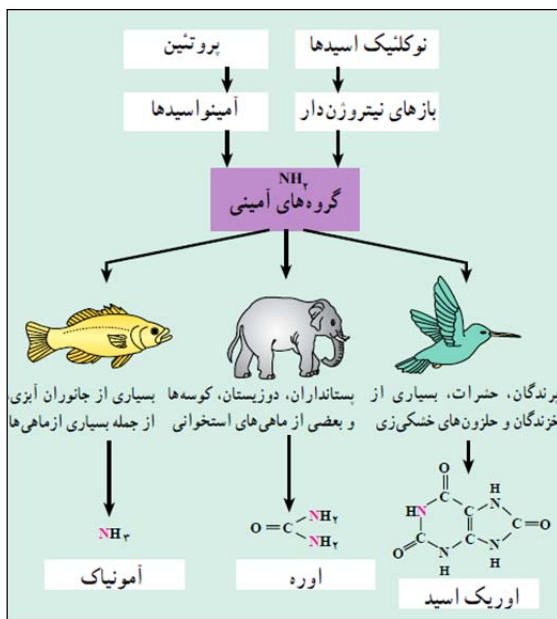 نوکلئیک اسیدها
پروتئین
بازهای نیتروژن‌دار
آمینواسیدها
NH۲
گروه‌های آمینی
پرندگان، حشرات، بسیاری از
خزندگان و حلزون‌های خشکی‌زی
پستانداران، دوزیستان، کوسه‌ها
و بعضی از ماهی‌های استخوانی
بسیاری از جانوران آبزی،
از جمله بسیاری از ماهی‌ها
O
H
HN
C
N
C
C
C
O
O
C
C
N
N
H
H
اوریک اسید
NH۲
O=C
NH۲
اوره
NH۳
آمونیاک